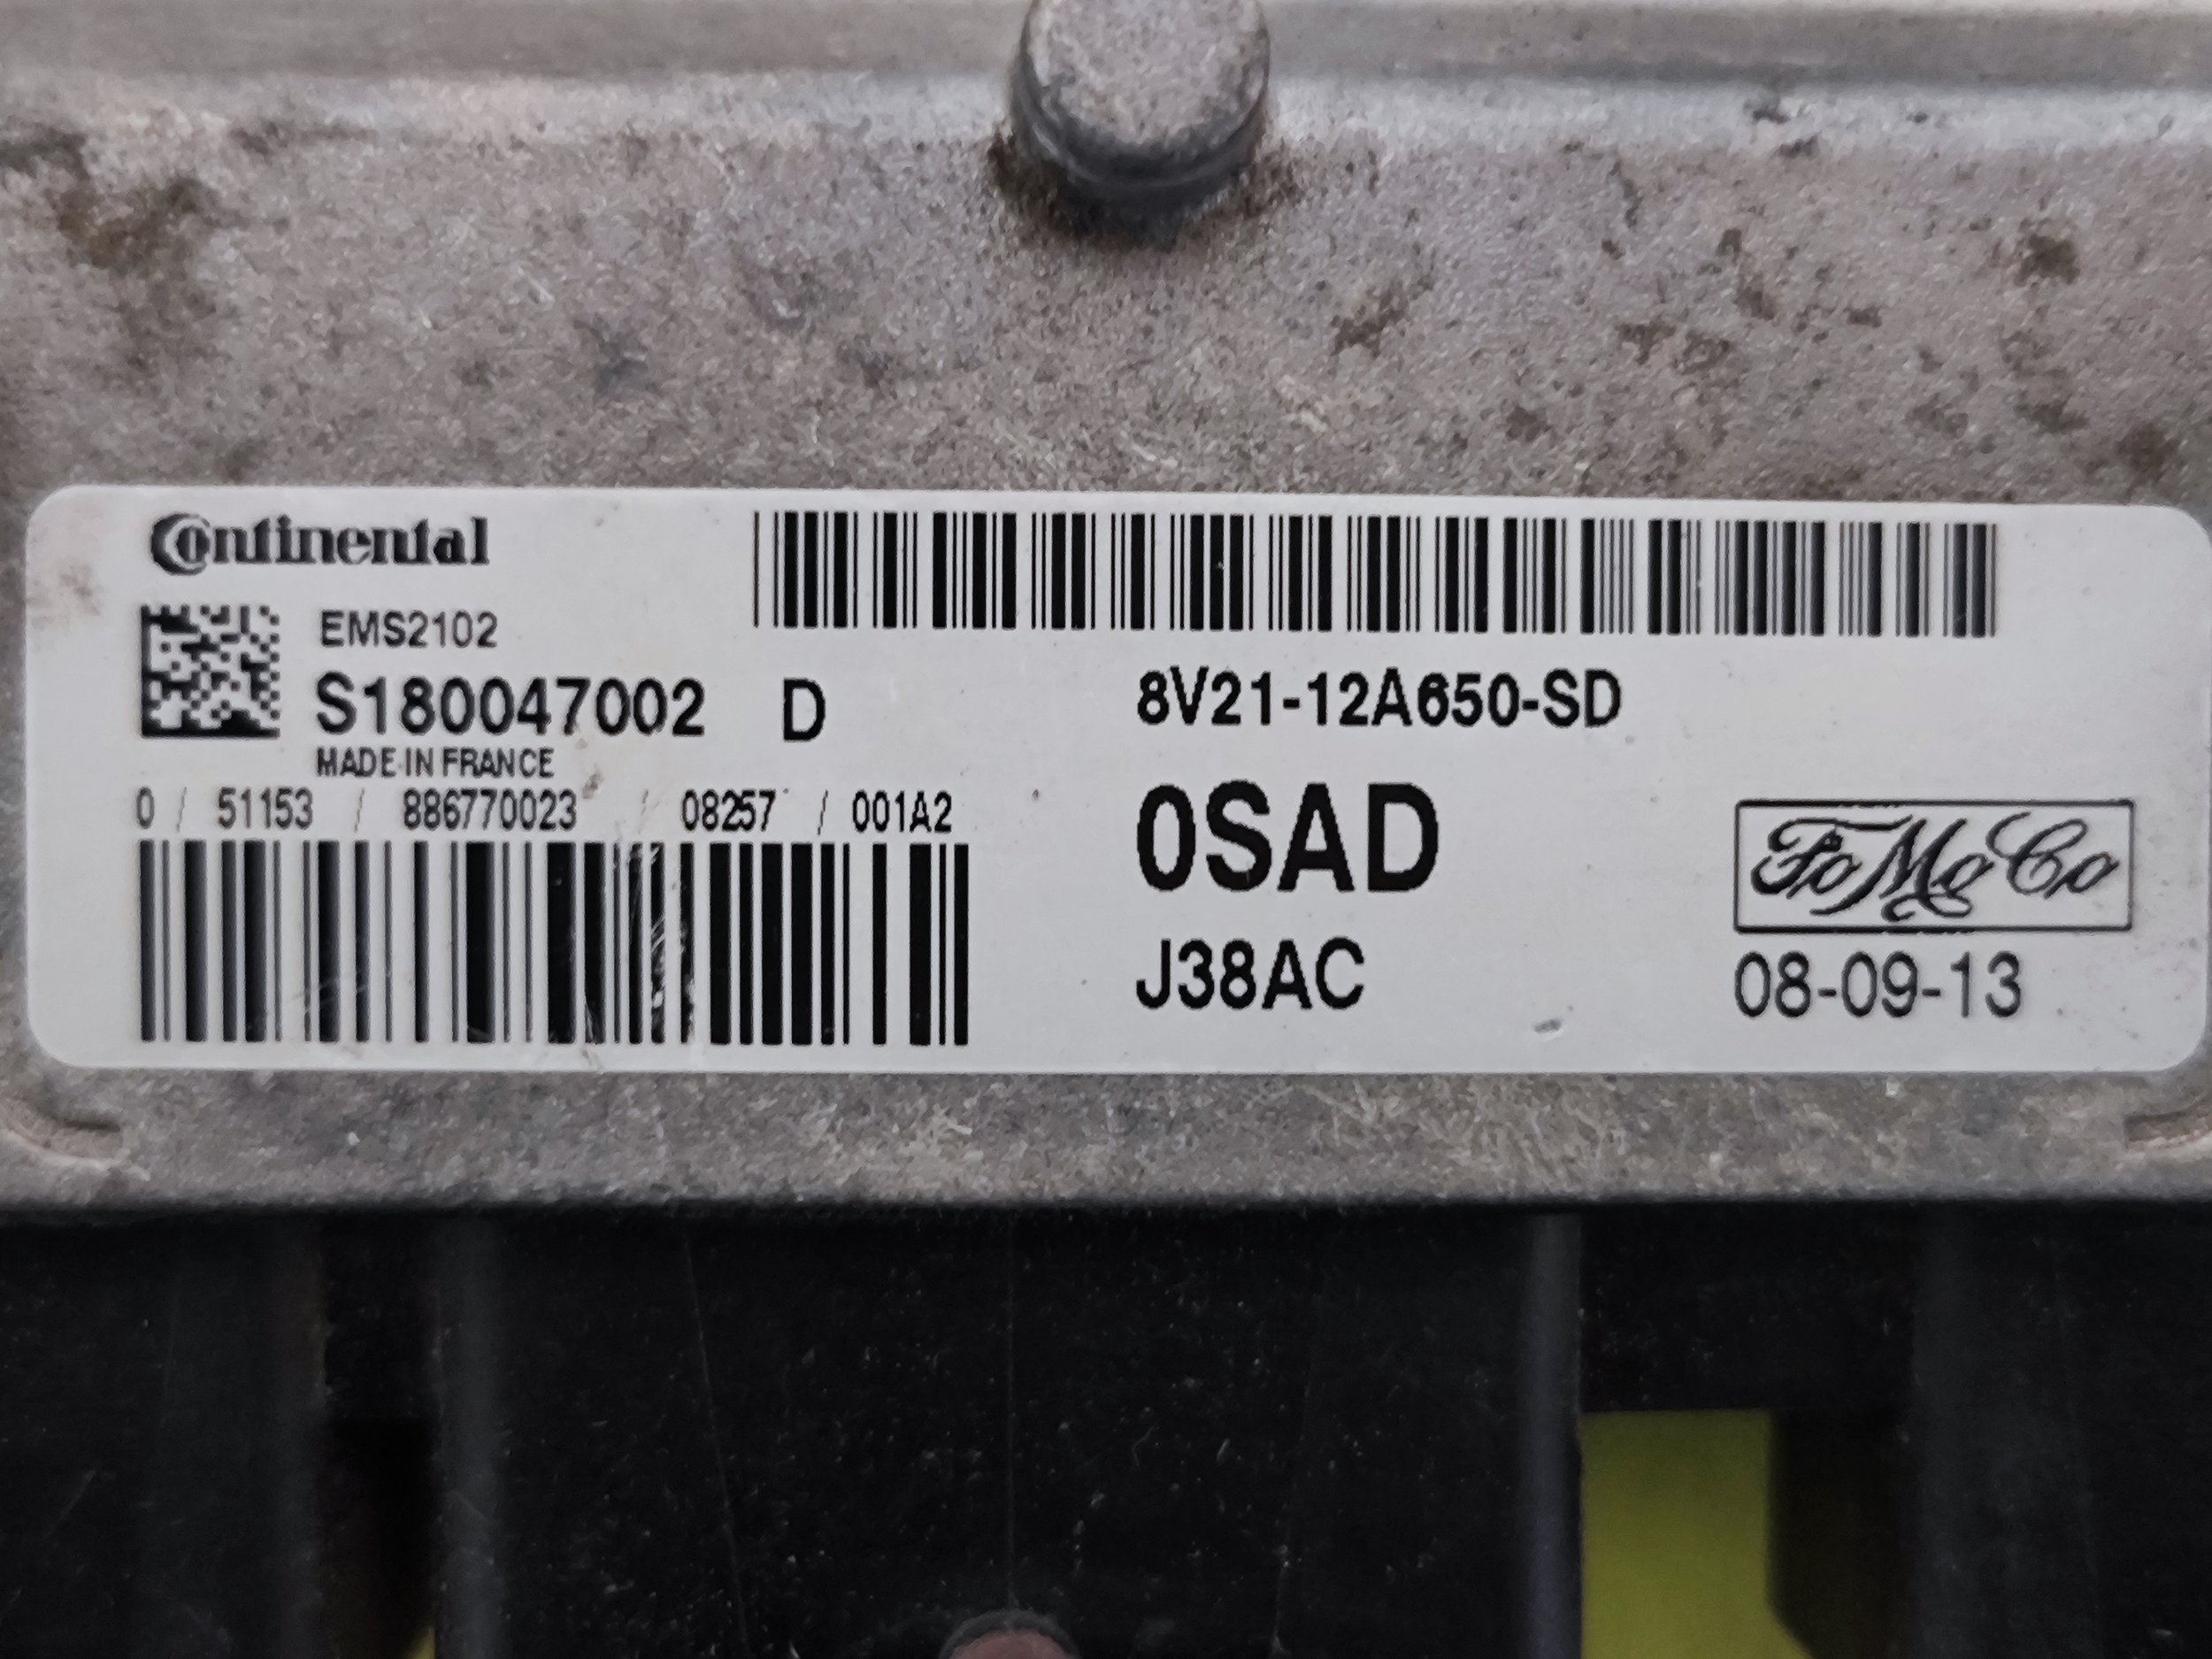 Continental
EMS2102
S180047002 D
MADE IN FRANCE
0 / 51153 / 886770023 / 08257 / 001A2
8V21-12A650-SD
0SAD
J38AC
FoMoCo
08-09-13